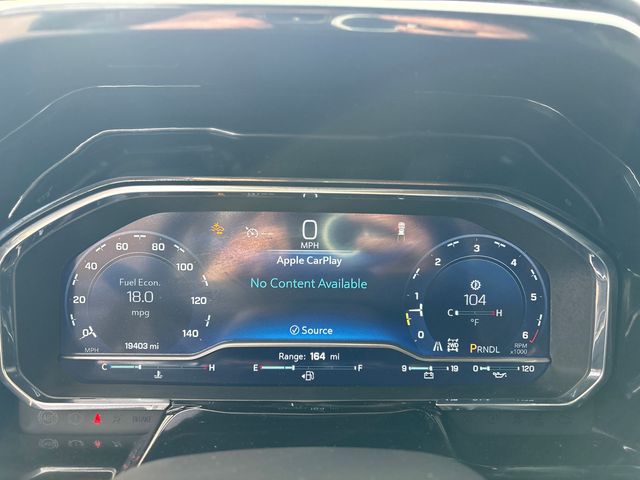 0
MPH
Apple CarPlay
No Content Available
Source
20 40 60 80 100 120 140
Fuel Econ.
18.0
mpg
MPH
19403 mi
0 1 2 3 4 5 6
104
°F
C H
2WD
PRNDL
RPM
x1000
Range: 164 mi
C H
E F
9 19
0 120
INTAKE